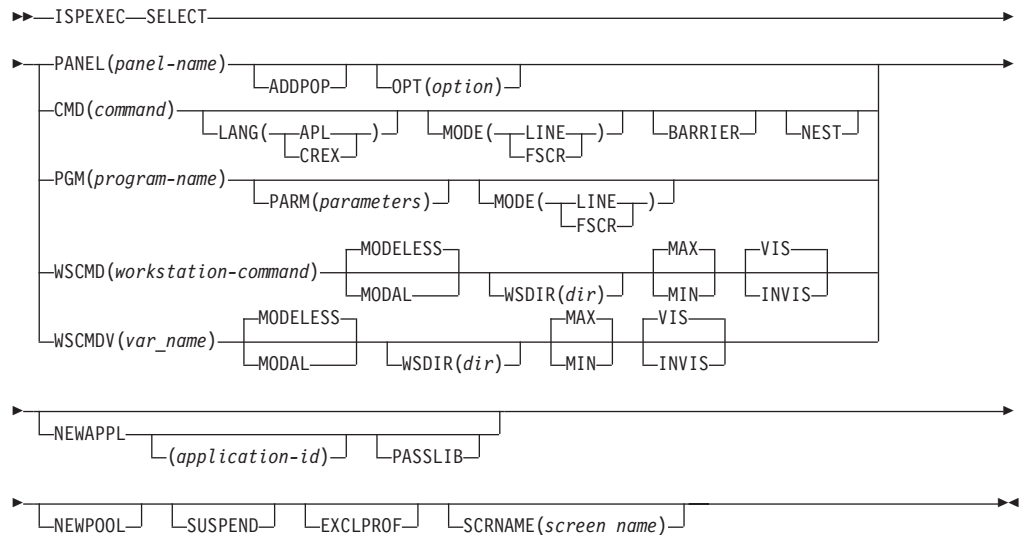 ISPEXEC SELECT
PANEL(panel-name) ADDPOP OPT(option)
CMD(command) LANG( APL ) MODE( LINE ) BARRIER NEST
CREX FSCR
PGM(program-name) PARM(parameters) MODE( LINE )
FSCR
MODELESS MAX VIS
WSCMD(workstation-command) MODAL WSDIR(dir) MIN INVIS
MODELESS MAX VIS
WSCMDV(var_name) MODAL WSDIR(dir) MIN INVIS
NEWAPPL (application-id) PASSLIB
NEWPOOL SUSPEND EXCLPROF SCRNAME(screen name)